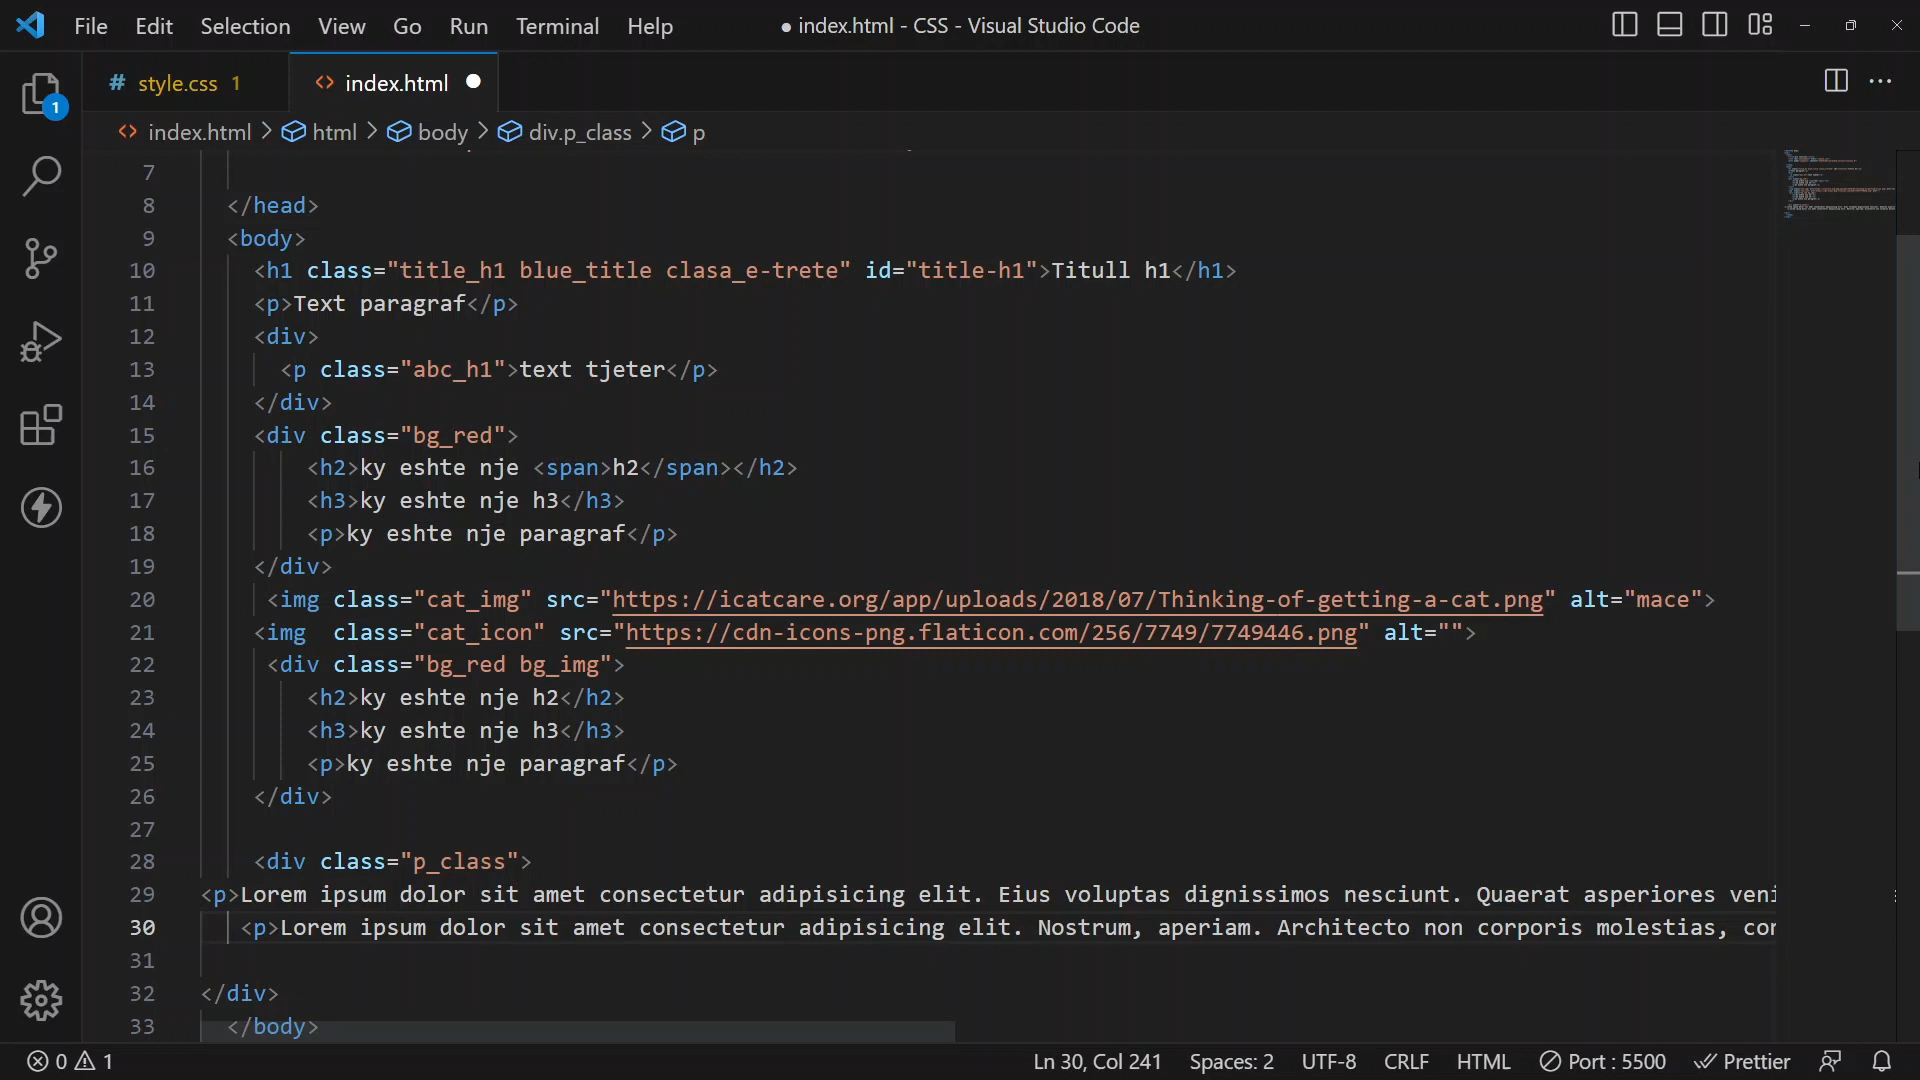 File Edit Selection View Go Run Terminal Help ● index.html - CSS - Visual Studio Code
# style.css 1 <> index.html ●
<> index.html > html > body > div.p_class > p
1
7
8 </head>
9 <body>
10 <h1 class="title_h1 blue_title clasa_e-trete" id="title-h1">Titull h1</h1>
11 <p>Text paragraf</p>
12 <div>
13 <p class="abc_h1">text tjeter</p>
14 </div>
15 <div class="bg_red">
16 <h2>ky eshte nje <span>h2</span></h2>
17 <h3>ky eshte nje h3</h3>
18 <p>ky eshte nje paragraf</p>
19 </div>
20 <img class="cat_img" src="https://icatcare.org/app/uploads/2018/07/Thinking-of-getting-a-cat.png" alt="mace">
21 <img  class="cat_icon" src="https://cdn-icons-png.flaticon.com/256/7749/7749446.png" alt="">
22 <div class="bg_red bg_img">
23 <h2>ky eshte nje h2</h2>
24 <h3>ky eshte nje h3</h3>
25 <p>ky eshte nje paragraf</p>
26 </div>
27
28 <div class="p_class">
29 <p>Lorem ipsum dolor sit amet consectetur adipisicing elit. Eius voluptas dignissimos nesciunt. Quaerat asperiores veni
30 <p>Lorem ipsum dolor sit amet consectetur adipisicing elit. Nostrum, aperiam. Architecto non corporis molestias, cor
31
32 </div>
33 </body>
0 1 Ln 30, Col 241 Spaces: 2 UTF-8 CRLF HTML Port : 5500 Prettier